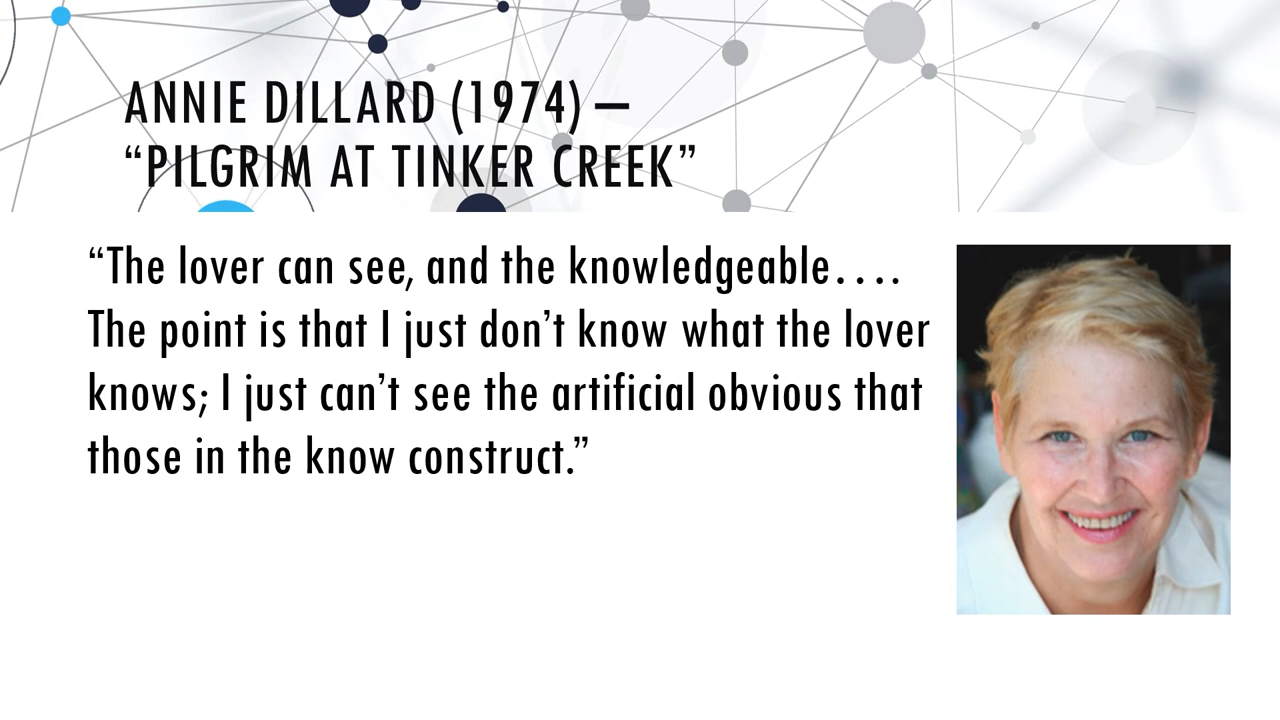 ANNIE DILLARD (1974) –
“PILGRIM AT TINKER CREEK”
“The lover can see, and the knowledgeable….
The point is that I just don’t know what the lover
knows; I just can’t see the artificial obvious that
those in the know construct.”